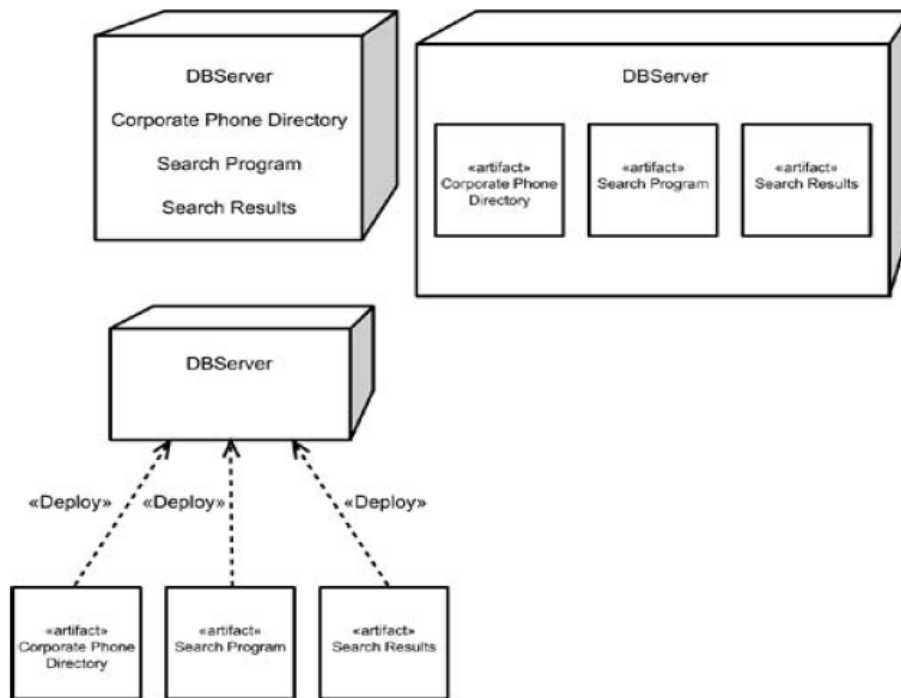 DBServer
Corporate Phone Directory
Search Program
Search Results
DBServer
«artifact»
Corporate Phone
Directory
«artifact»
Search Program
«artifact»
Search Results
DBServer
«Deploy»
«Deploy»
«Deploy»
«artifact»
Corporate Phone
Directory
«artifact»
Search Program
«artifact»
Search Results